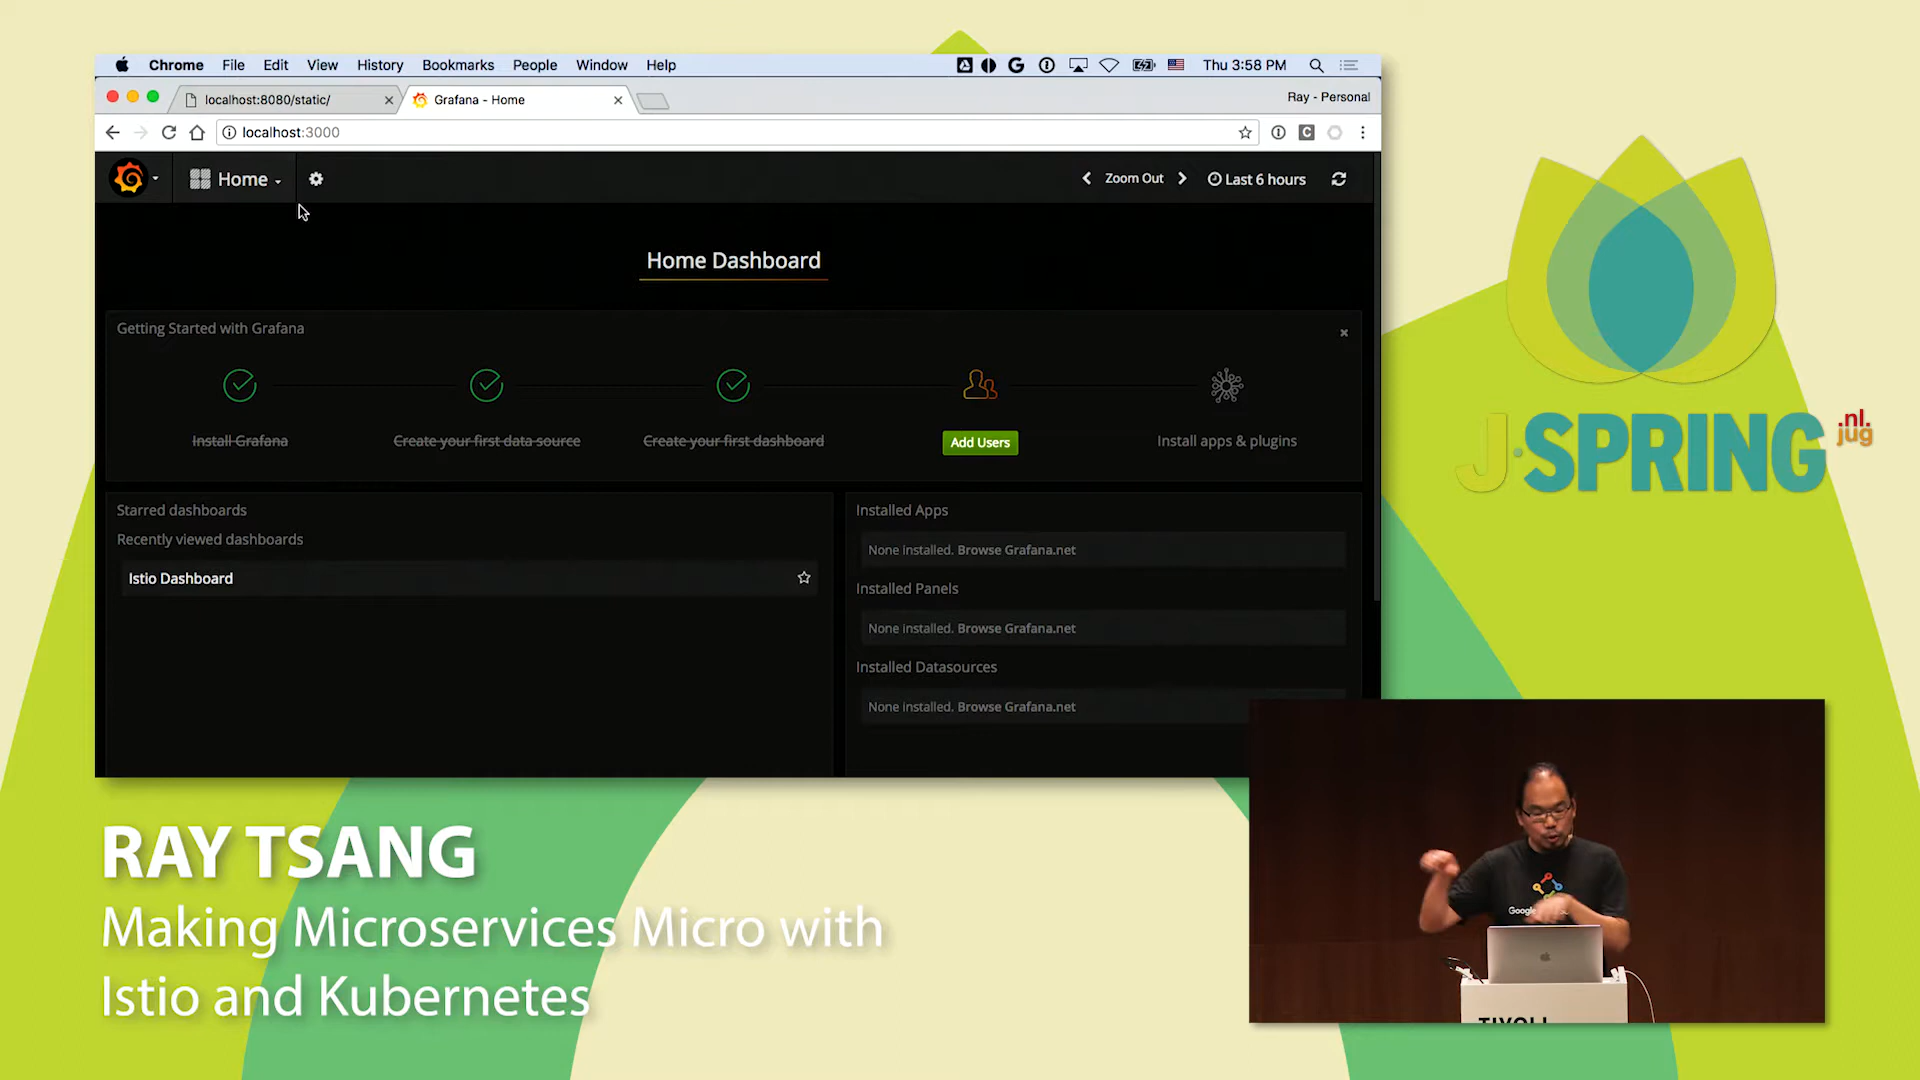 Chrome File Edit View History Bookmarks People Window Help Thu 3:58 PM
localhost:8080/static/ Grafana - Home Ray - Personal
localhost:3000
Home Zoom Out Last 6 hours
Home Dashboard
Getting Started with Grafana
Install Grafana Create your first data source Create your first dashboard Add Users Install apps & plugins
Starred dashboards
Recently viewed dashboards
Istio Dashboard
Installed Apps
None installed. Browse Grafana.net
Installed Panels
None installed. Browse Grafana.net
Installed Datasources
None installed. Browse Grafana.net
J·SPRING
.nl.
jug
RAY TSANG
Making Microservices Micro with
Istio and Kubernetes
Google
TIVOLI